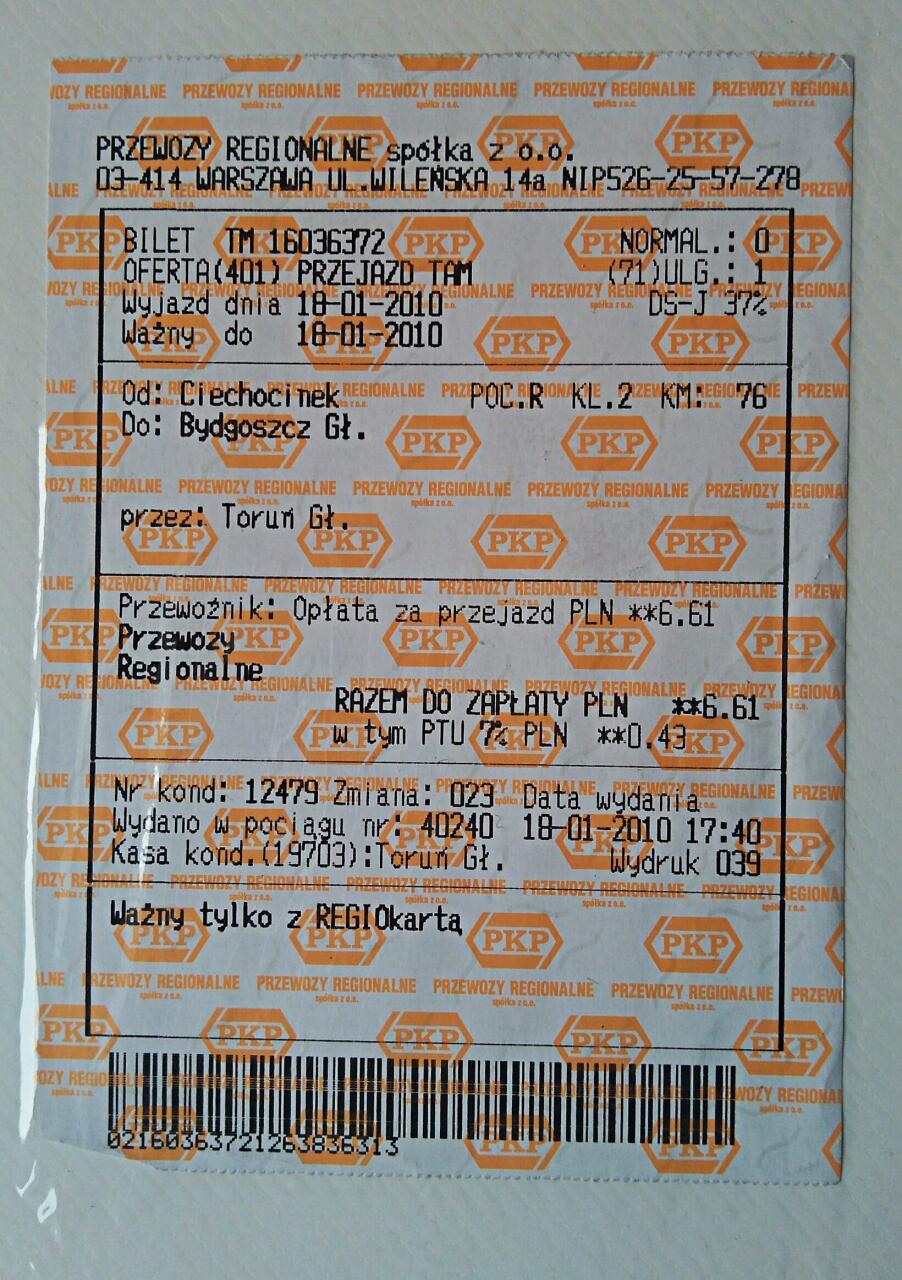 PRZEWOZY REGIONALNE spółka z o.o.
03-414 WARSZAWA UL.WILEŃSKA 14a NIP526-25-57-278
BILET TM 16036372 NORMAL.: 0
OFERTA(401) PRZEJAZD TAM (71)ULG.: 1
Wyjazd dnia 18-01-2010 DS-J 37%
Ważny do 18-01-2010
Od: Ciechocinek POC.R KL.2 KM: 76
Do: Bydgoszcz Gł.
przez: Toruń Gł.
Przewoźnik: Opłata za przejazd PLN **6.61
Przewozy
Regionalne
RAZEM DO ZAPŁATY PLN **6.61
w tym PTU 7% PLN **0.43
Nr kond: 12479 Zmiana: 023 Data wydania
Wydano w pociągu nr: 40240 18-01-2010 17:40
Kasa kond.(19703):Toruń Gł. Wydruk 039
Ważny tylko z REGIOkartą
02160363721263836313